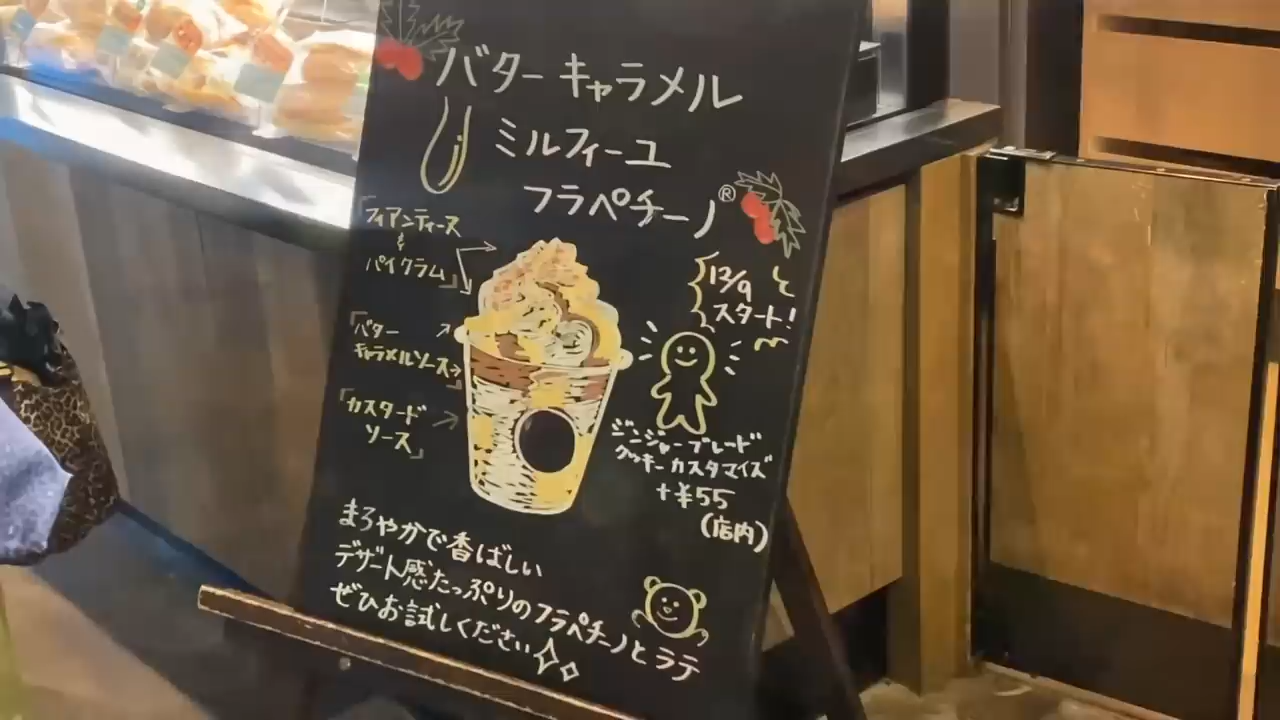 バターキャラメル
ミルフィーユ
フラペチーノ®
「フィアンティース
&
パイクラム」
「バター
キャラメルソース」
「カスタード
ソース」
12/9 と
スタート!
ジンジャーブレード
クッキーカスタマイズ
+¥55
(店内)
まろやかで香ばしい
デザート感たっぷりのフラペチーノとラテ
ぜひお試しください